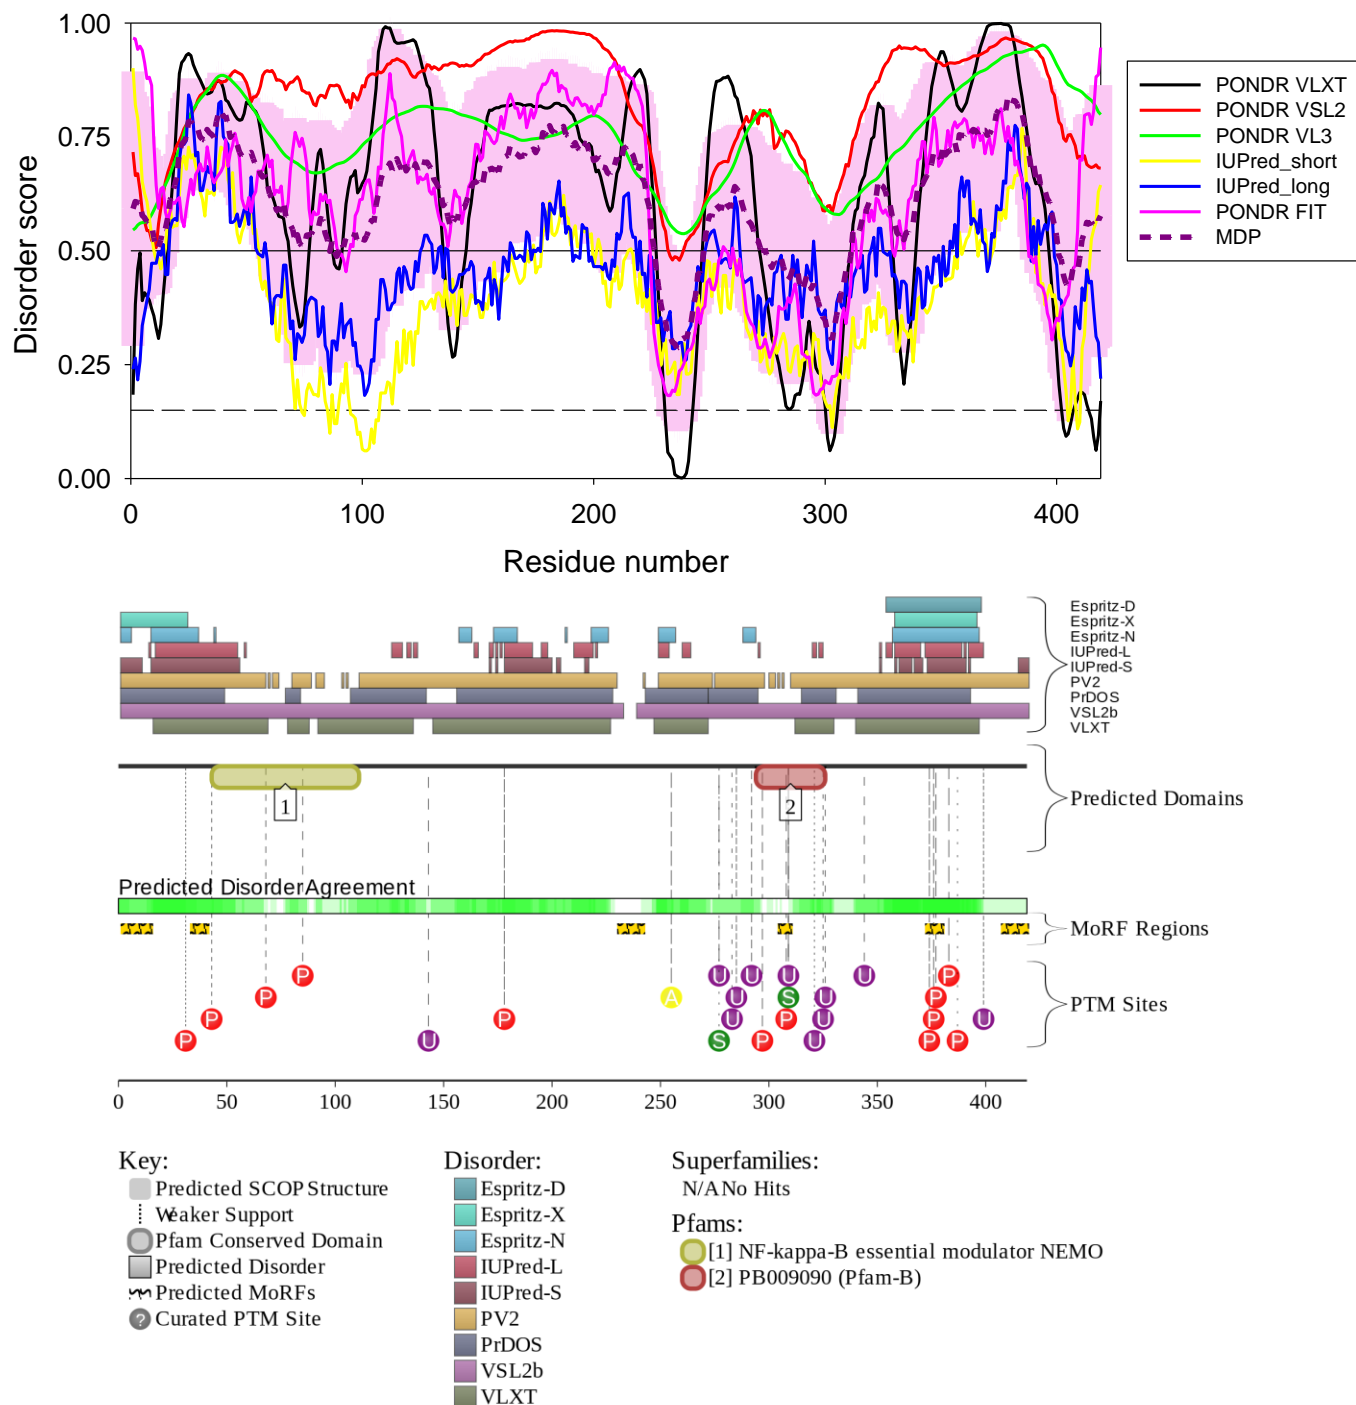 1.00
0.75
0.50
0.25
0.00
Disorder score
0
100
200
300
400
Residue number
PONDR VLXT
PONDR VSL2
PONDR VL3
IUPred_short
IUPred_long
PONDR FIT
MDP
Espritz-D
Espritz-X
Espritz-N
IUPred-L
IUPred-S
PV2
PrDOS
VSL2b
VLXT
1
2
Predicted Domains
Predicted Disorder Agreement
MoRF Regions
U U U U P
P A U S U P
P P U P U P U
P U S P U P P
PTM Sites
0 50 100 150 200 250 300 350 400
Key:
Predicted SCOP Structure
Weaker Support
Pfam Conserved Domain
Predicted Disorder
Predicted MoRFs
? Curated PTM Site
Disorder:
Espritz-D
Espritz-X
Espritz-N
IUPred-L
IUPred-S
PV2
PrDOS
VSL2b
VLXT
Superfamilies:
N/A No Hits
Pfams:
[1] NF-kappa-B essential modulator NEMO
[2] PB009090 (Pfam-B)